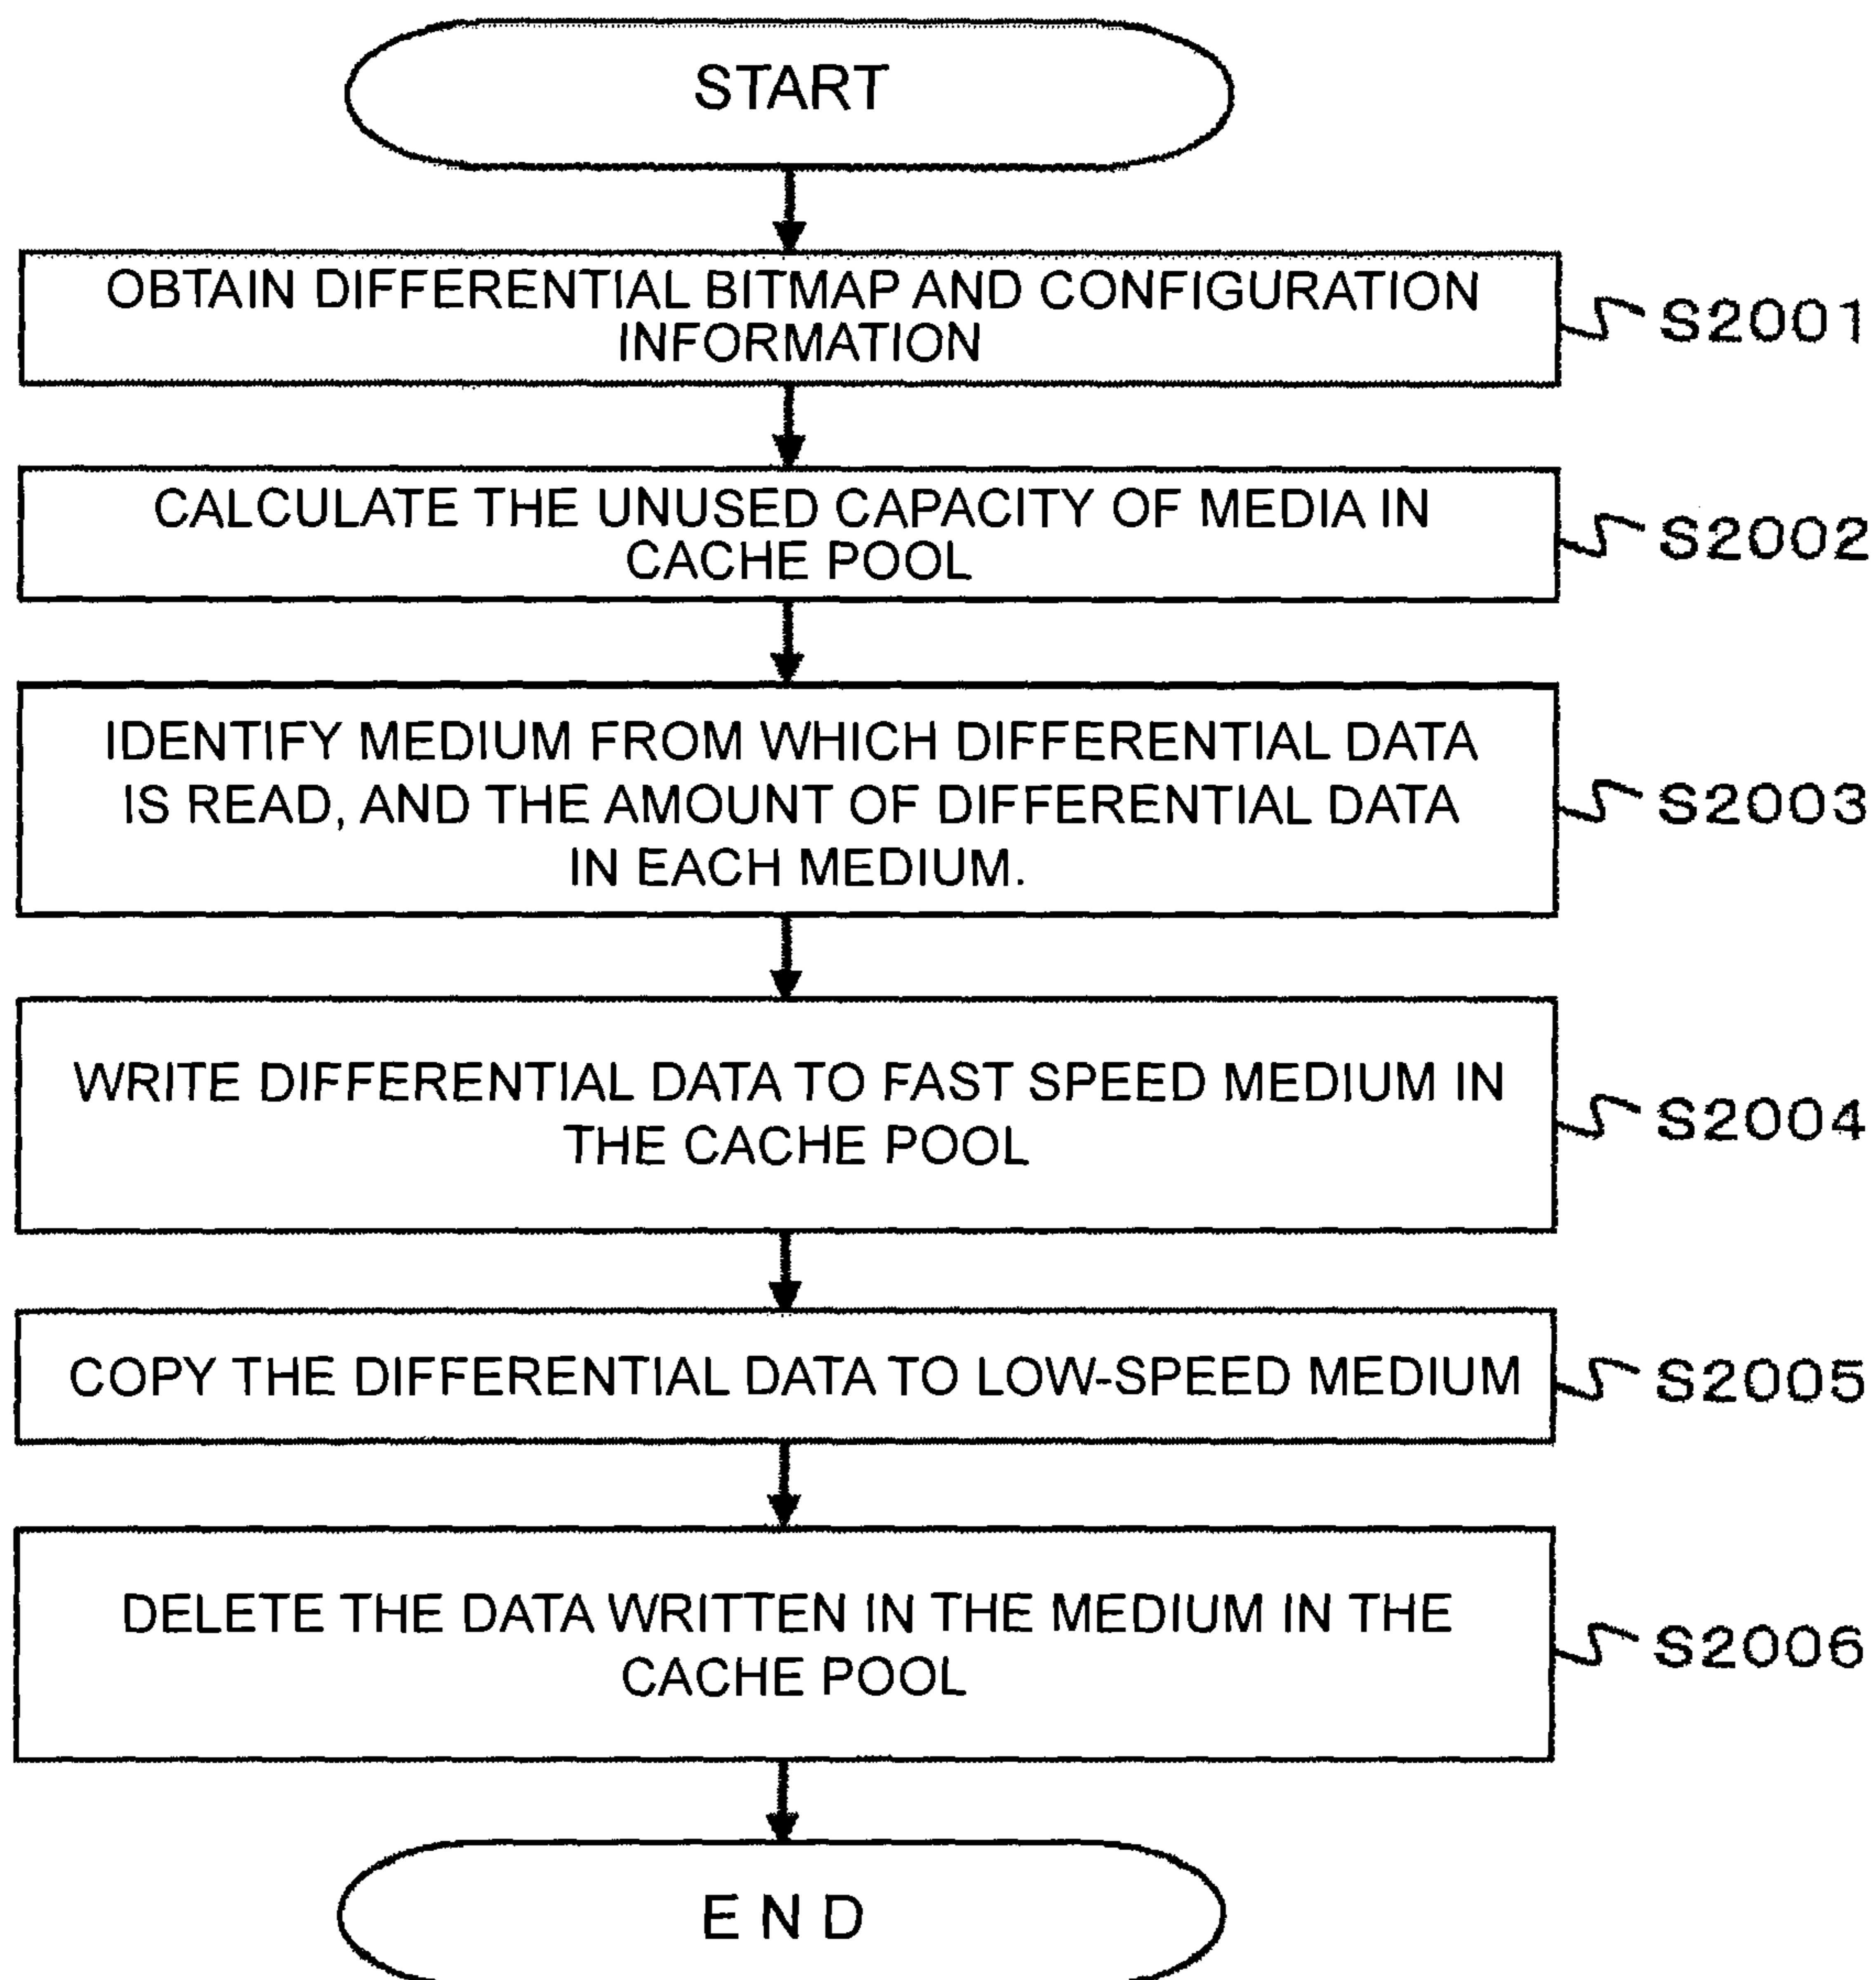 START
OBTAIN DIFFERENTIAL BITMAP AND CONFIGURATION
INFORMATION
S2001
CALCULATE THE UNUSED CAPACITY OF MEDIA IN
CACHE POOL
S2002
IDENTIFY MEDIUM FROM WHICH DIFFERENTIAL DATA
IS READ, AND THE AMOUNT OF DIFFERENTIAL DATA
IN EACH MEDIUM.
S2003
WRITE DIFFERENTIAL DATA TO FAST SPEED MEDIUM IN
THE CACHE POOL
S2004
COPY THE DIFFERENTIAL DATA TO LOW-SPEED MEDIUM
S2005
DELETE THE DATA WRITTEN IN THE MEDIUM IN THE
CACHE POOL
S2006
END